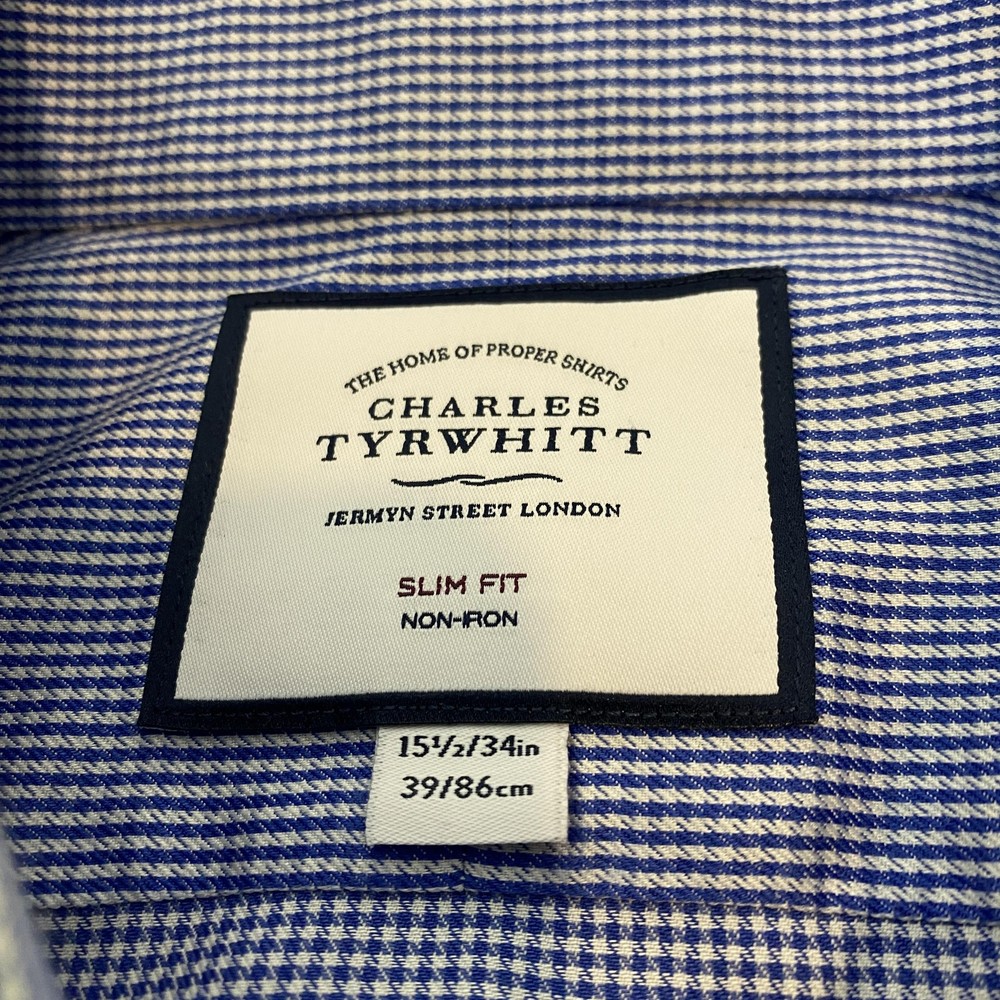 THE HOME OF PROPER SHIRTS
CHARLES
TYRWHITT
JERMYN STREET LONDON
SLIM FIT
NON-IRON
15½/34in
39/86cm